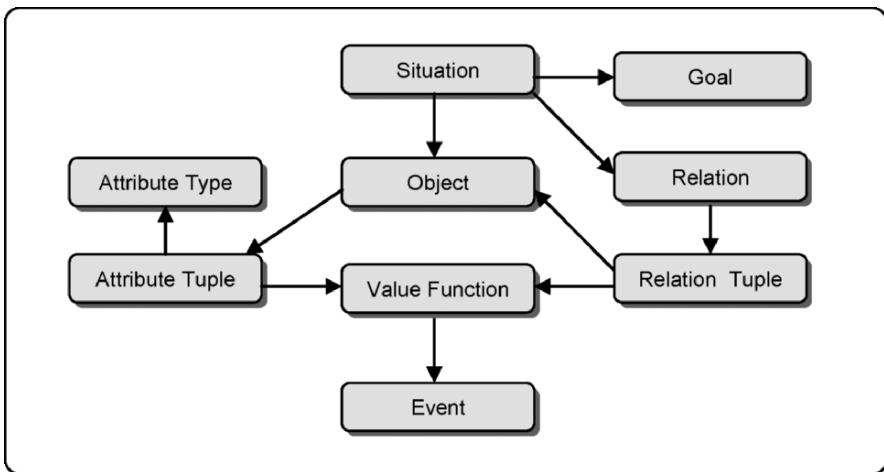 Situation
Goal
Attribute Type
Object
Relation
Attribute Tuple
Value Function
Relation Tuple
Event